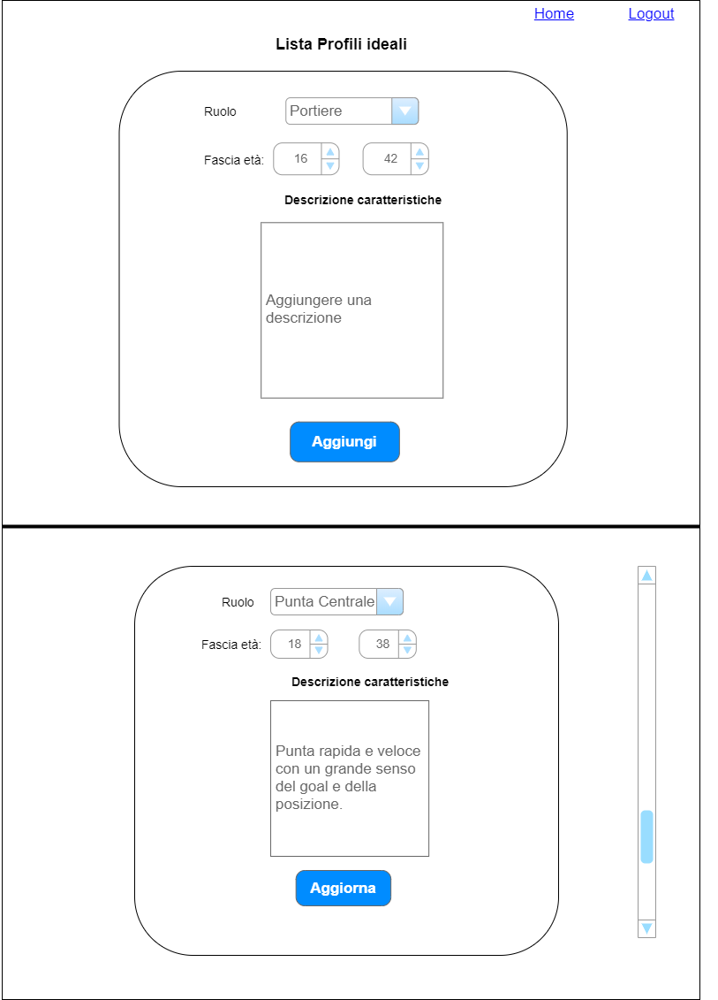 Home Logout
Lista Profili ideali
Ruolo Portiere
Fascia età: 16 42
Descrizione caratteristiche
Aggiungere una
descrizione
Aggiungi
Ruolo Punta Centrale
Fascia età: 18 38
Descrizione caratteristiche
Punta rapida e veloce
con un grande senso
del goal e della
posizione.
Aggiorna